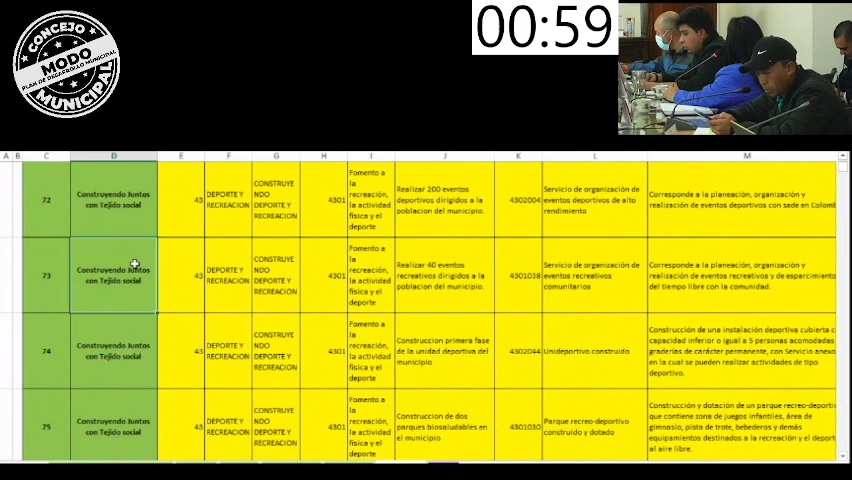 CONCEJO
MODO
PLAN DE DESARROLLO MUNICIPAL
MUNICIPAL
00:59
A B C D E F G H I J K L M
72
Construyendo Juntos
con Tejido social
43
DEPORTE Y
RECREACION
CONSTRUYE
NDO
DEPORTE Y
RECREACION
4301
Fomento a
la
recreación,
la actividad
física y el
deporte
Realizar 200 eventos
deportivos dirigidos a la
poblacion del municipio.
4302004
Servicio de organización de
eventos deportivos de alto
rendimiento
Corresponde a la planeación, organización y
realización de eventos deportivos con sede en Colomb
73
Construyendo Juntos
con Tejido social
43
DEPORTE Y
RECREACION
CONSTRUYE
NDO
DEPORTE Y
RECREACION
4301
Fomento a
la
recreación,
la actividad
física y el
deporte
Realizar 40 eventos
recreativos dirigidos a la
poblacion del municipio.
4301038
Servicio de organización de
eventos recreativos
comunitarios
Corresponde a la planeación, organización y
realización de eventos recreativos y de esparcimiento
del tiempo libre con la comunidad.
74
Construyendo Juntos
con Tejido social
43
DEPORTE Y
RECREACION
CONSTRUYE
NDO
DEPORTE Y
RECREACION
4301
Fomento a
la
recreación,
la actividad
física y el
deporte
Construccion primera fase
de la unidad deportiva del
municipio
4302044
Unideportivo construido
Construcción de una instalación deportiva cubierta c
capacidad inferior o igual a 5 personas acomodadas
graderías de carácter permanente, con Servicio anexo
en la cual se pueden realizar actividades de tipo
deportivo.
75
Construyendo Juntos
con Tejido social
43
DEPORTE Y
RECREACION
CONSTRUYE
NDO
DEPORTE Y
RECREACION
4301
Fomento a
la
recreación,
la actividad
física y el
deporte
Construccion de dos
parques biosaludables en
el municipio
4301030
Parque recreo-deportivo
construido y dotado
Construcción y dotación de un parque recreo-deportiv
que contiene zona de juegos infantiles, área de
gimnasio, pista de trote, bebederos y demás
equipamentos destinados a la recreación y el deport
al aire libre.